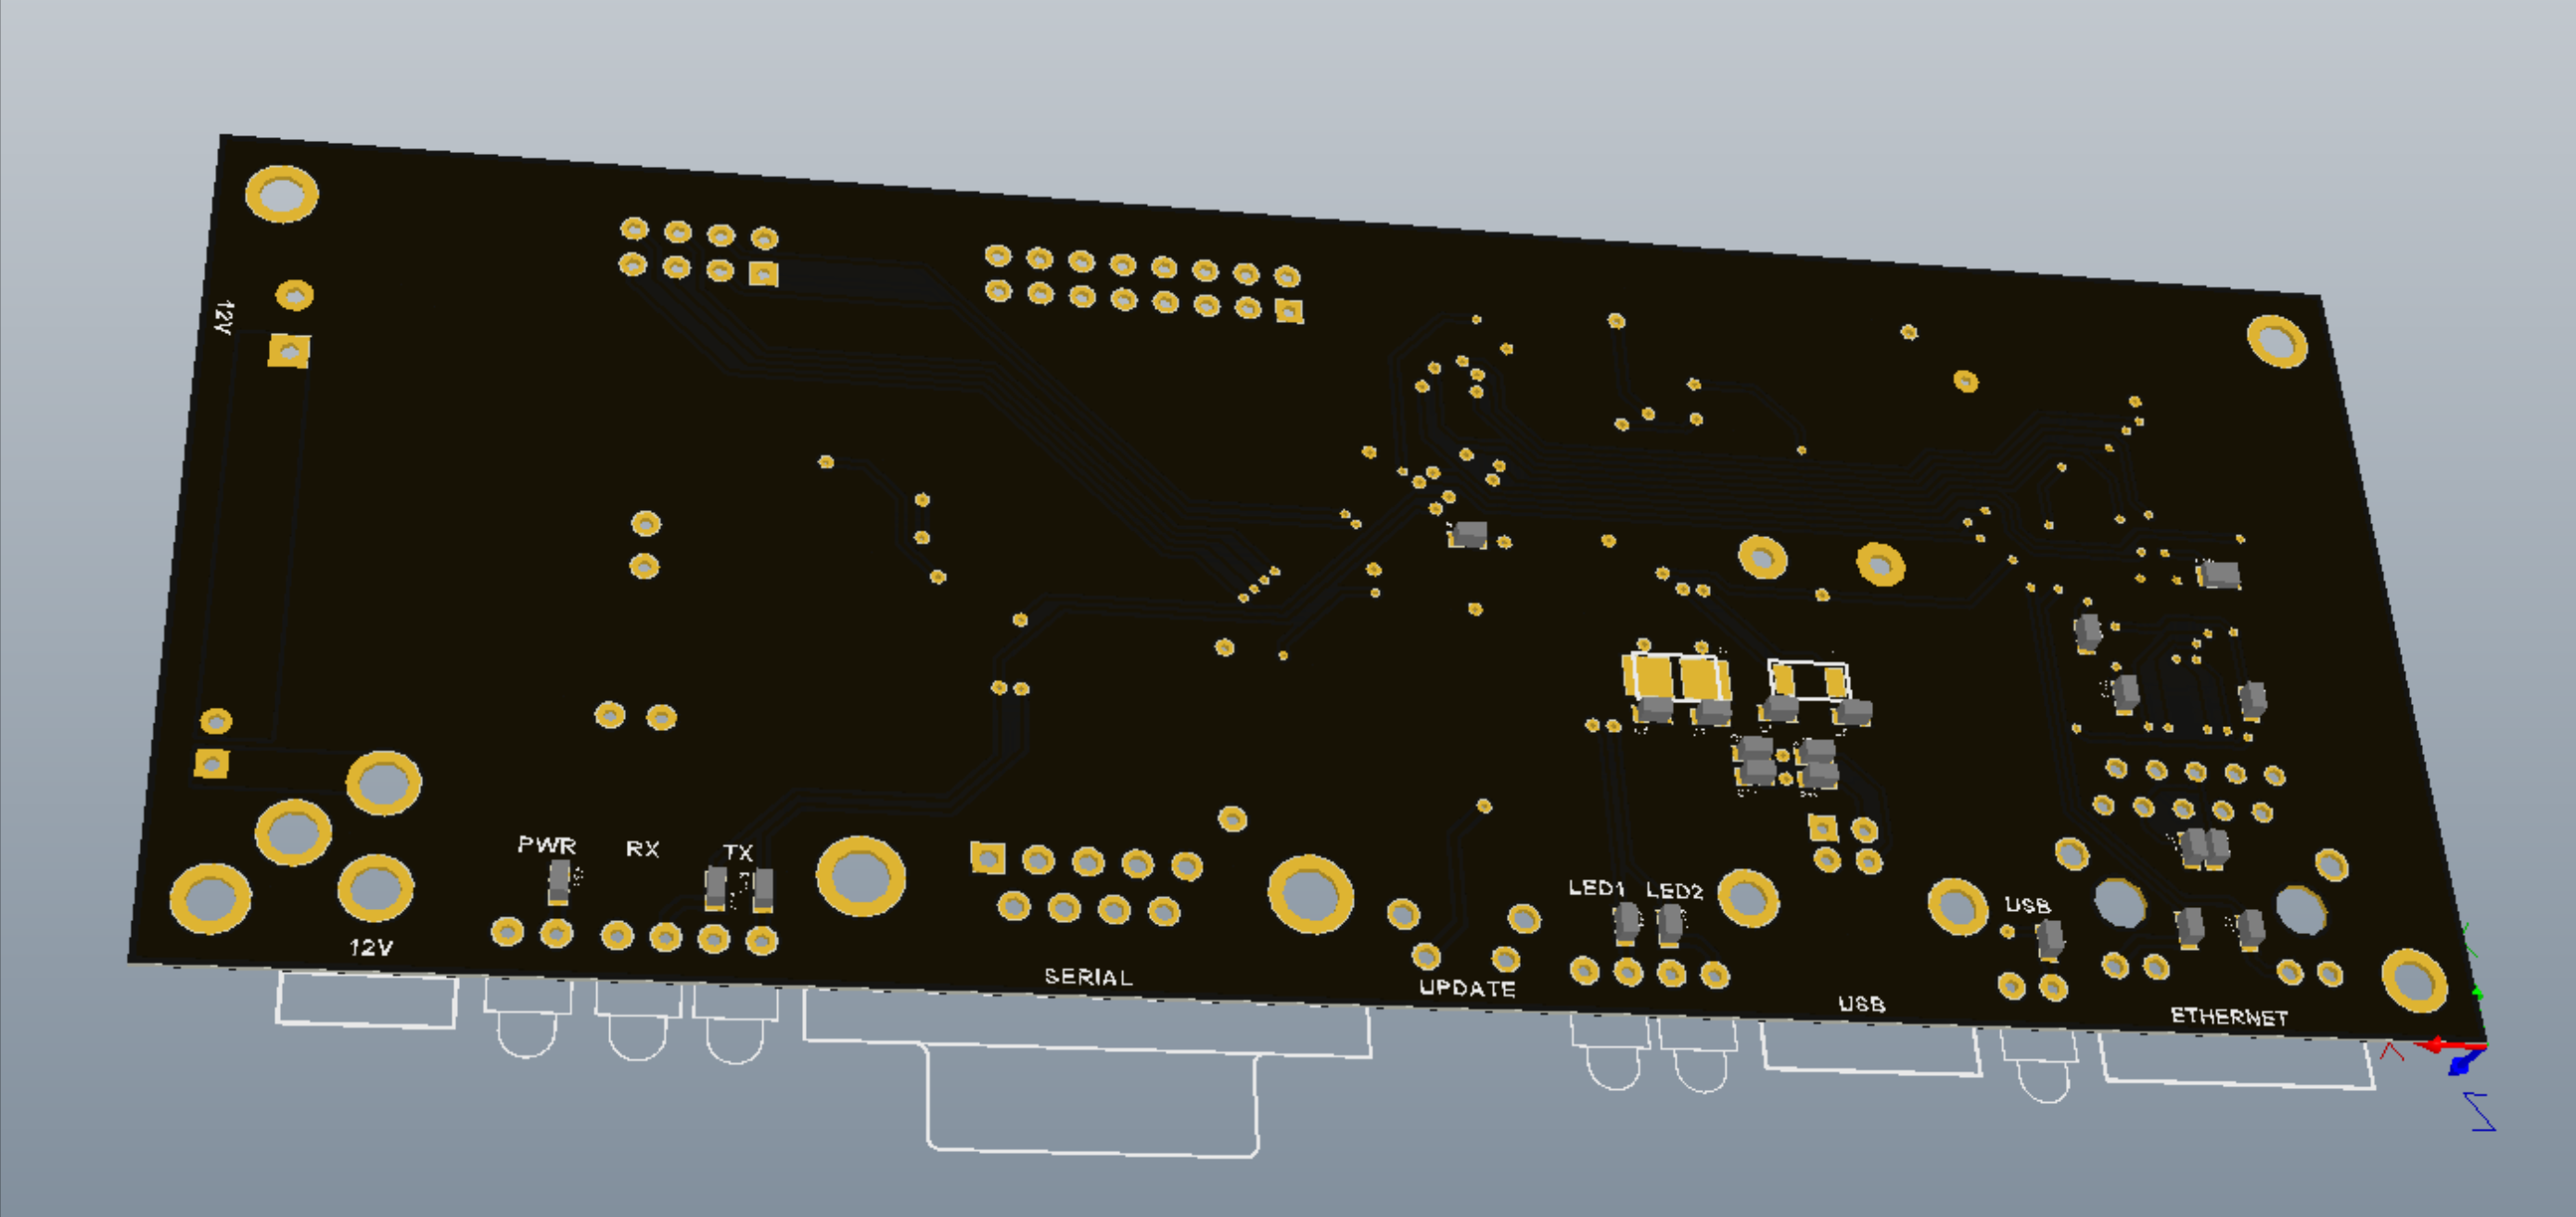 12V
PWR
RX
TX
12V
SERIAL
UPDATE
LED1
LED2
USB
USB
ETHERNET